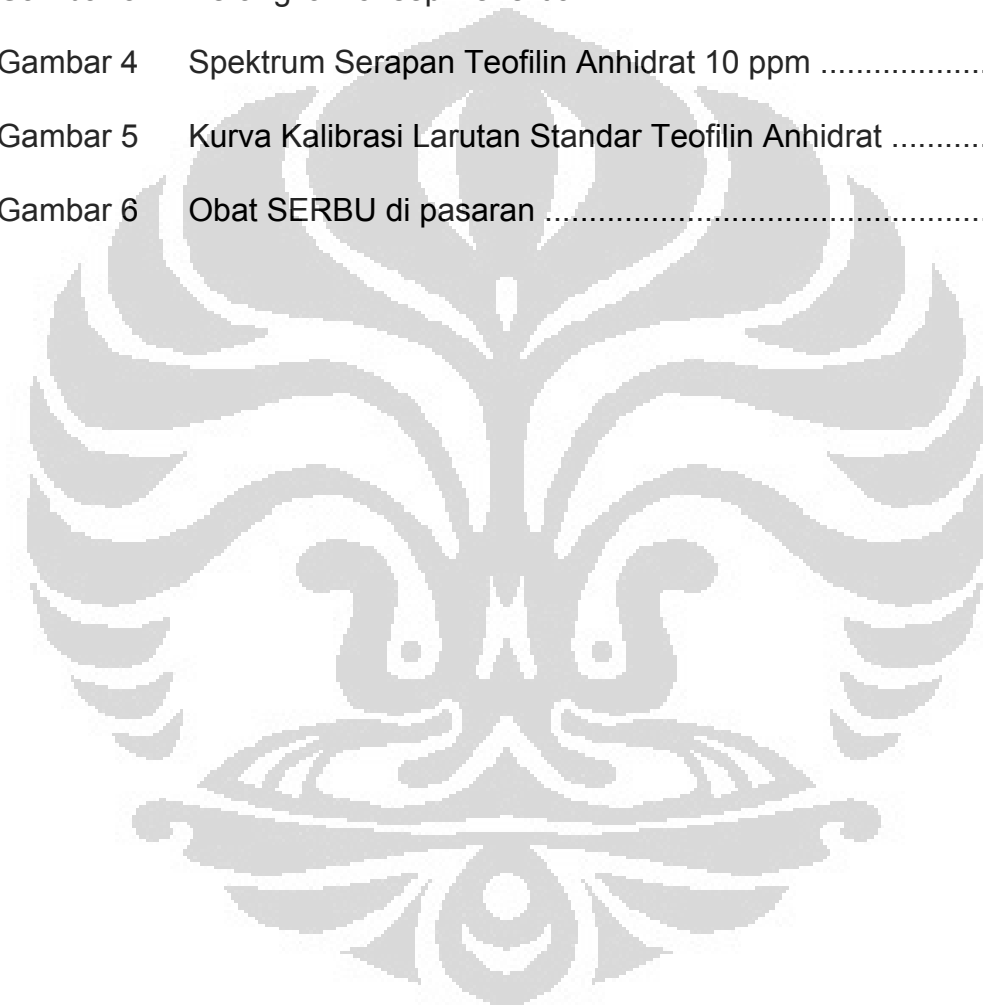 Gambar 4 Spektrum Serapan Teofilin Anhidrat 10 ppm ..................
Gambar 5 Kurva Kalibrasi Larutan Standar Teofilin Anhidrat ...........
Gambar 6 Obat SERBU di pasaran ..................................................